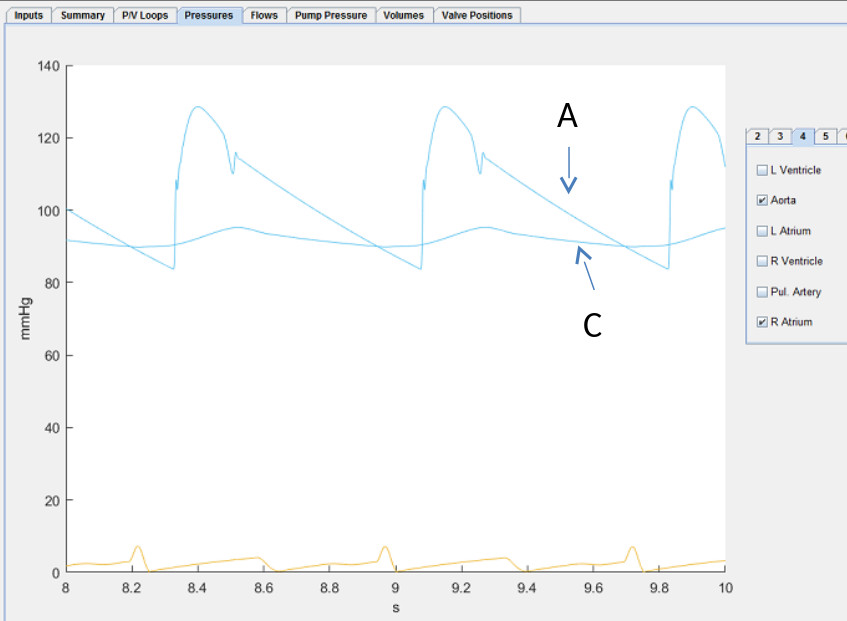 Inputs Summary P/V Loops Pressures Flows Pump Pressure Volumes Valve Positions
140
120
100
80
60
40
20
0
mmHg
A
C
8 8.2 8.4 8.6 8.8 9 9.2 9.4 9.6 9.8 10
s
2 3 4 5
L Ventricle
Aorta
L Atrium
R Ventricle
Pul. Artery
R Atrium